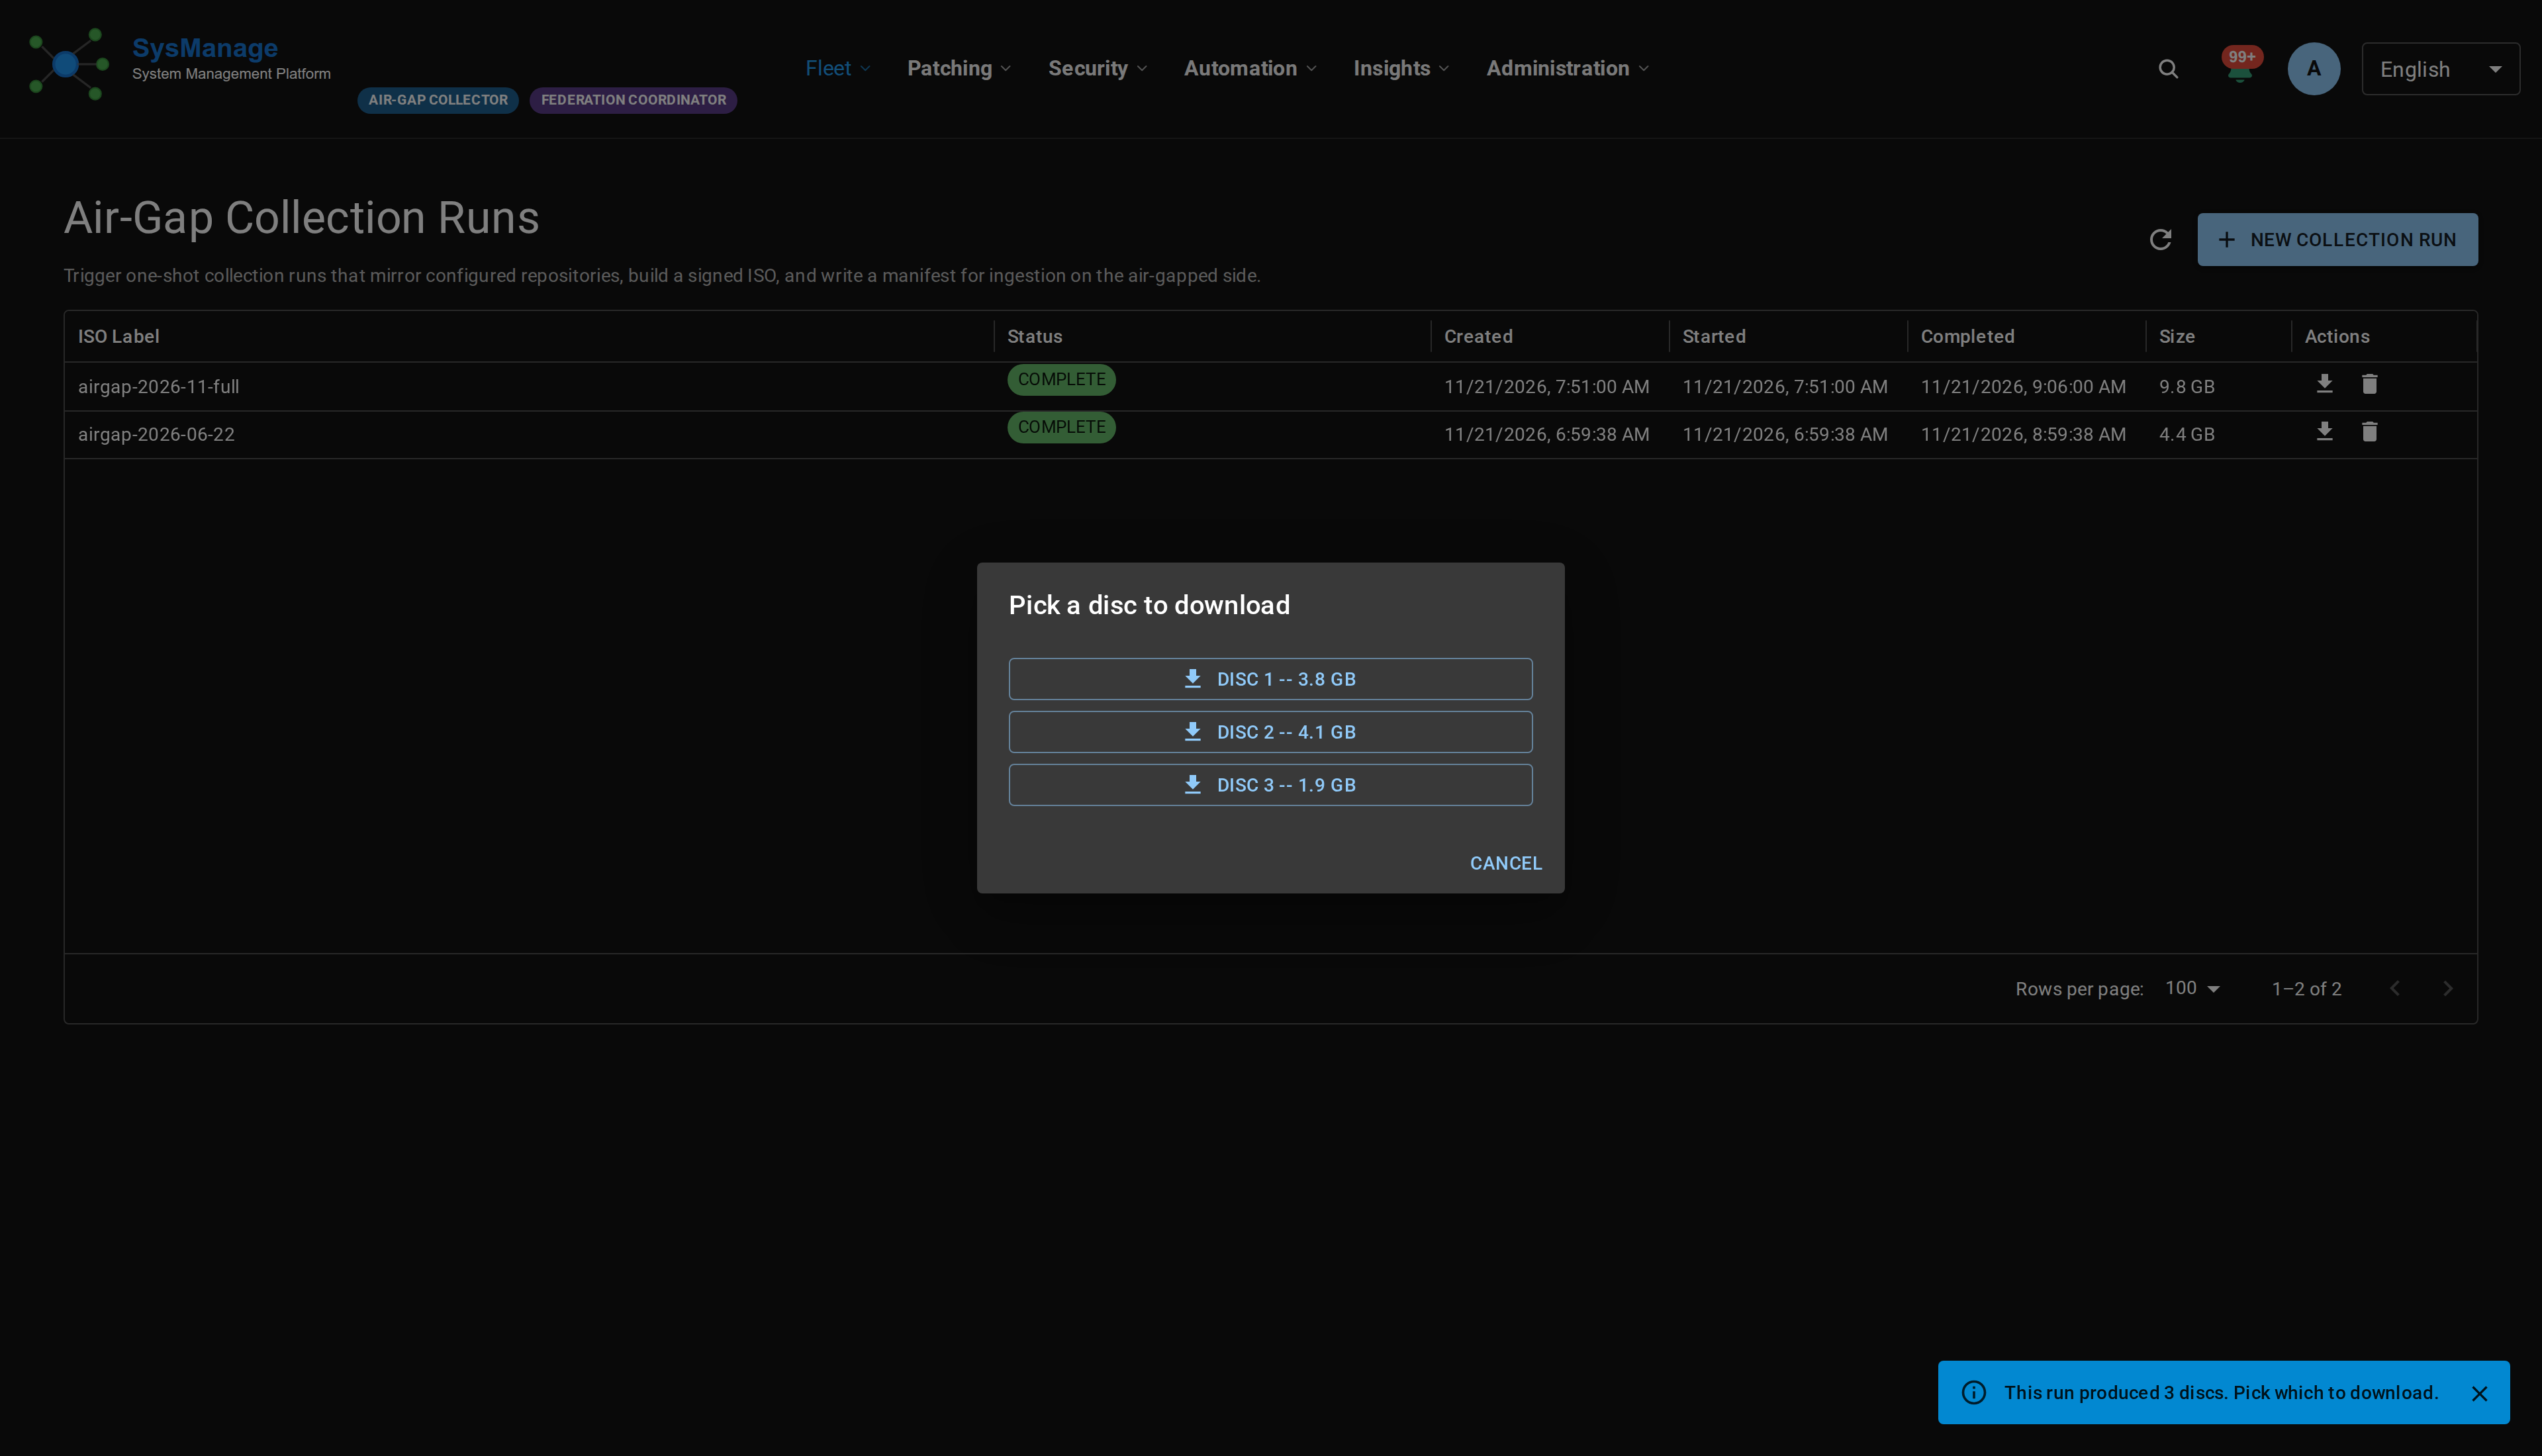 SysManage
System Management Platform
AIR-GAP COLLECTOR
FEDERATION COORDINATOR
Fleet
Patching
Security
Automation
Insights
Administration
99+
A
English
Air-Gap Collection Runs
Trigger one-shot collection runs that mirror configured repositories, build a signed ISO, and write a manifest for ingestion on the air-gapped side.
NEW COLLECTION RUN
ISO Label Status Created Started Completed Size Actions
airgap-2026-11-full COMPLETE 11/21/2026, 7:51:00 AM 11/21/2026, 7:51:00 AM 11/21/2026, 9:06:00 AM 9.8 GB
airgap-2026-06-22 COMPLETE 11/21/2026, 6:59:38 AM 11/21/2026, 6:59:38 AM 11/21/2026, 8:59:38 AM 4.4 GB
Pick a disc to download
DISC 1 -- 3.8 GB
DISC 2 -- 4.1 GB
DISC 3 -- 1.9 GB
CANCEL
Rows per page: 100 1–2 of 2
This run produced 3 discs. Pick which to download.